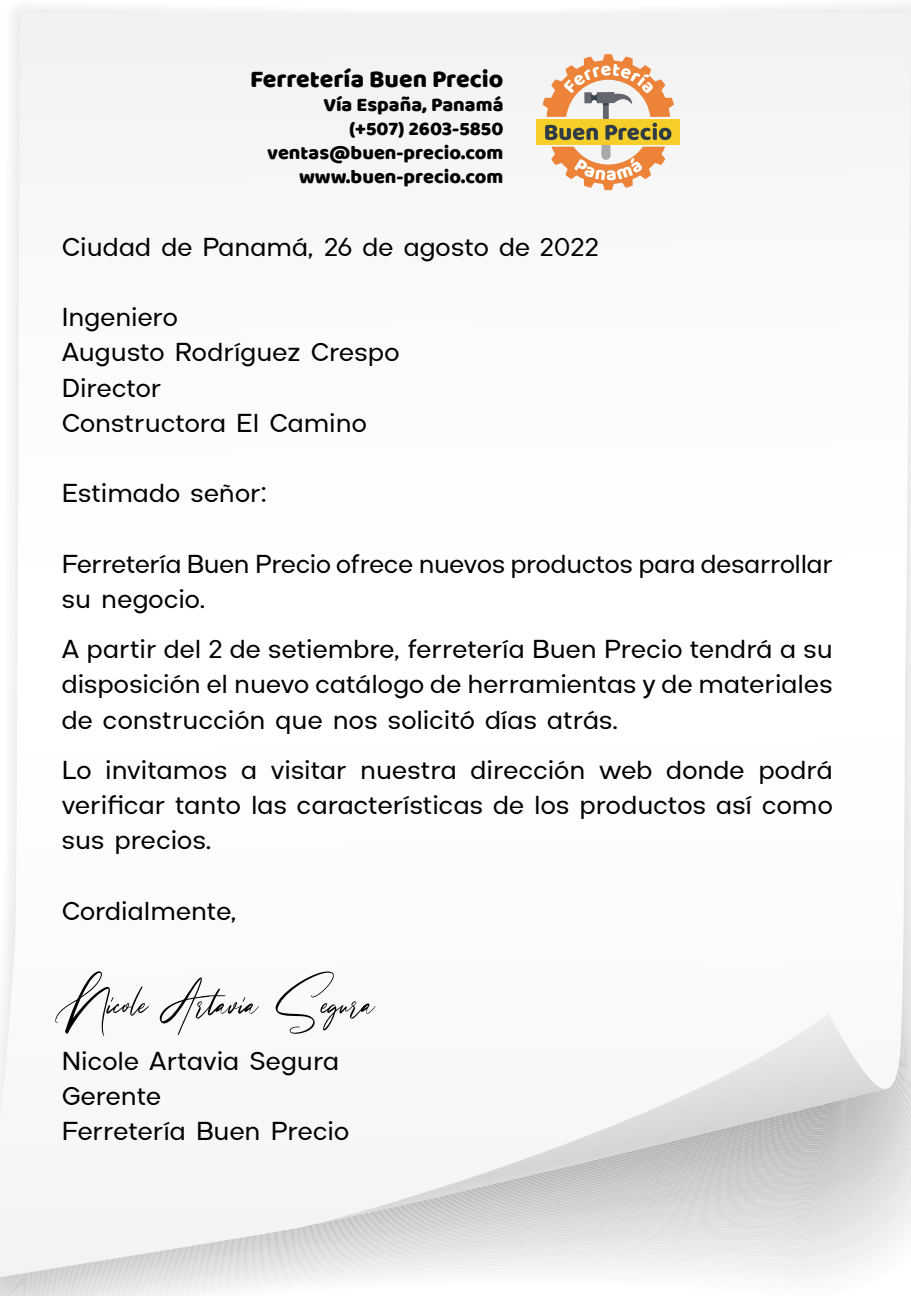 Ferretería Buen Precio
Vía España, Panamá
(+507) 2603-5850
ventas@buen-precio.com
www.buen-precio.com
Ferretería
Buen Precio
Panamá
Ciudad de Panamá, 26 de agosto de 2022
Ingeniero
Augusto Rodríguez Crespo
Director
Constructora El Camino
Estimado señor:
Ferretería Buen Precio ofrece nuevos productos para desarrollar
su negocio.
A partir del 2 de setiembre, ferretería Buen Precio tendrá a su
disposición el nuevo catálogo de herramientas y de materiales
de construcción que nos solicitó días atrás.
Lo invitamos a visitar nuestra dirección web donde podrá
verificar tanto las características de los productos así como
sus precios.
Cordialmente,
Nicole Artavia Segura
Nicole Artavia Segura
Gerente
Ferretería Buen Precio